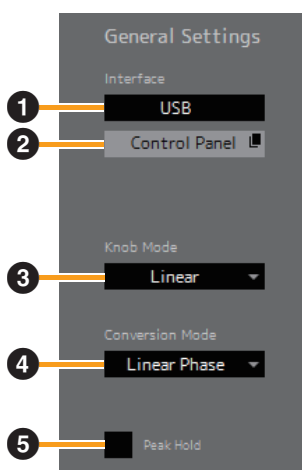 General Settings
Interface
1 USB
2 Control Panel
Knob Mode
3 Linear
Conversion Mode
4 Linear Phase
5 Peak Hold